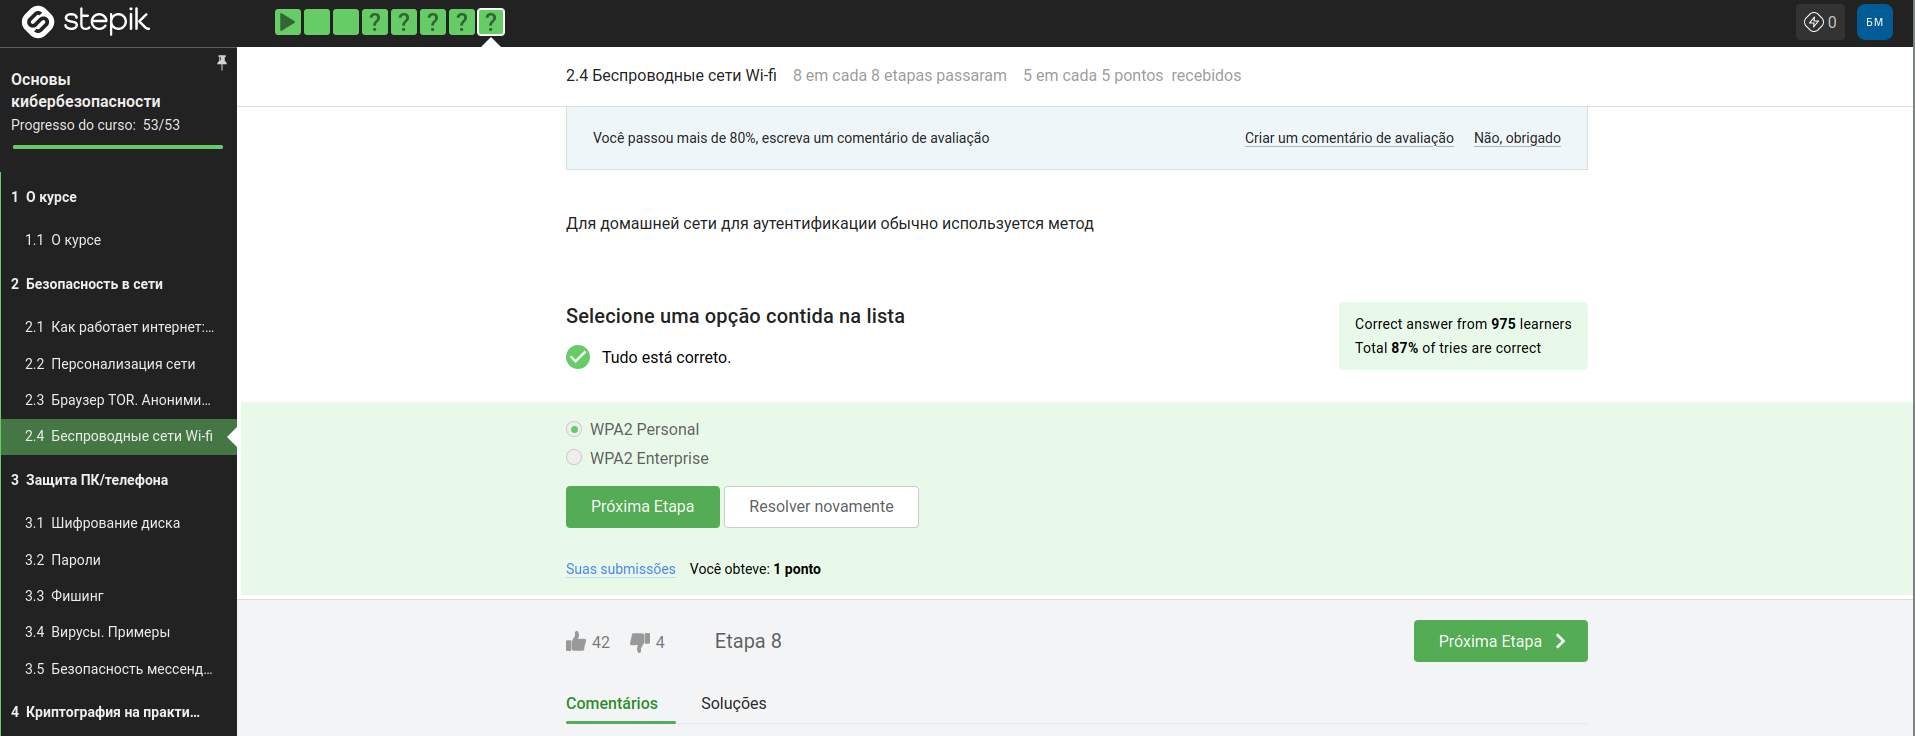 stepik
? ? ? ? ?
0
БМ
Основы
кибербезопасности
Progresso do curso: 53/53
1 О курсе
1.1 О курсе
2 Безопасность в сети
2.1 Как работает интернет:...
2.2 Персонализация сети
2.3 Браузер TOR. Аноними...
2.4 Беспроводные сети Wi-fi
3 Защита ПК/телефона
3.1 Шифрование диска
3.2 Пароли
3.3 Фишинг
3.4 Вирусы. Примеры
3.5 Безопасность мессенд...
4 Криптография на практи...
2.4 Беспроводные сети Wi-fi 8 em cada 8 etapas passaram 5 em cada 5 pontos recebidos
Você passou mais de 80%, escreva um comentário de avaliação Criar um comentário de avaliação Não, obrigado
Для домашней сети для аутентификации обычно используется метод
Selecione uma opção contida na lista
Tudo está correto.
Correct answer from 975 learners
Total 87% of tries are correct
WPA2 Personal
WPA2 Enterprise
Próxima Etapa Resolver novamente
Suas submissões Você obteve: 1 ponto
42 4 Etapa 8 Próxima Etapa
Comentários Soluções